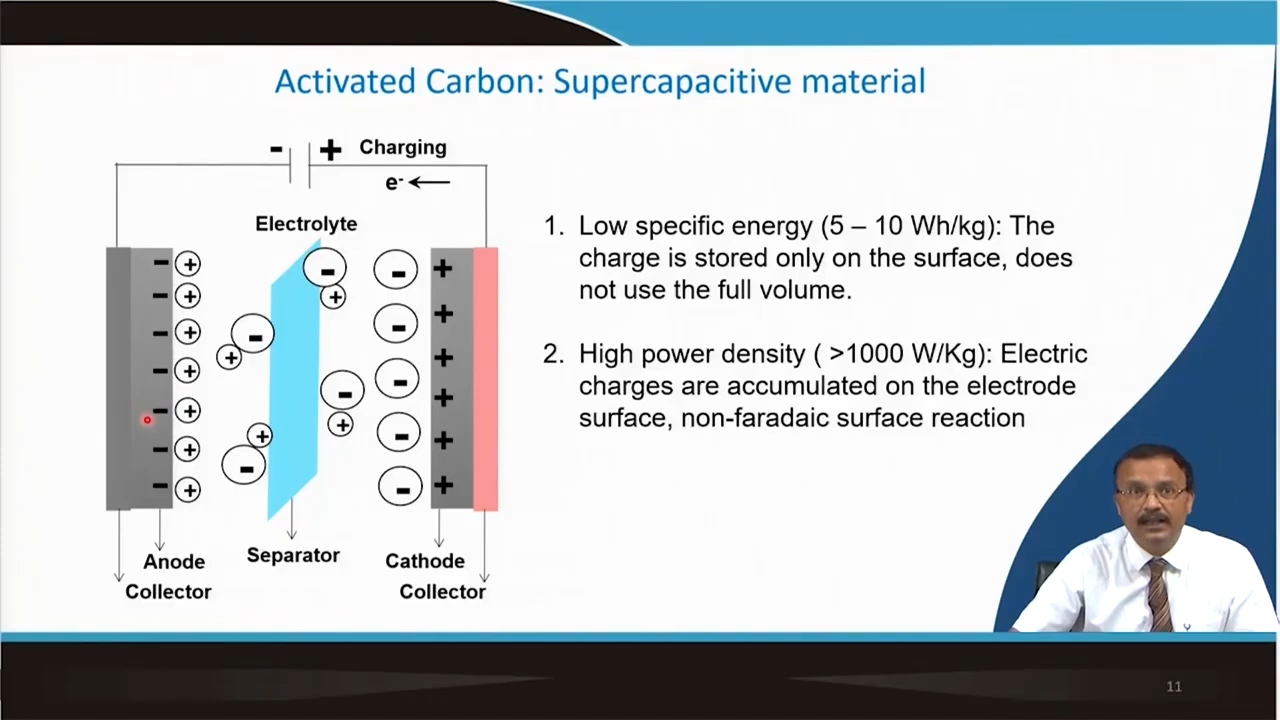 Activated Carbon: Supercapacitive material
- + Charging
e- ←
Electrolyte
Anode
Collector
Separator
Cathode
Collector
1. Low specific energy (5 – 10 Wh/kg): The
charge is stored only on the surface, does
not use the full volume.
2. High power density ( >1000 W/Kg): Electric
charges are accumulated on the electrode
surface, non-faradaic surface reaction
11